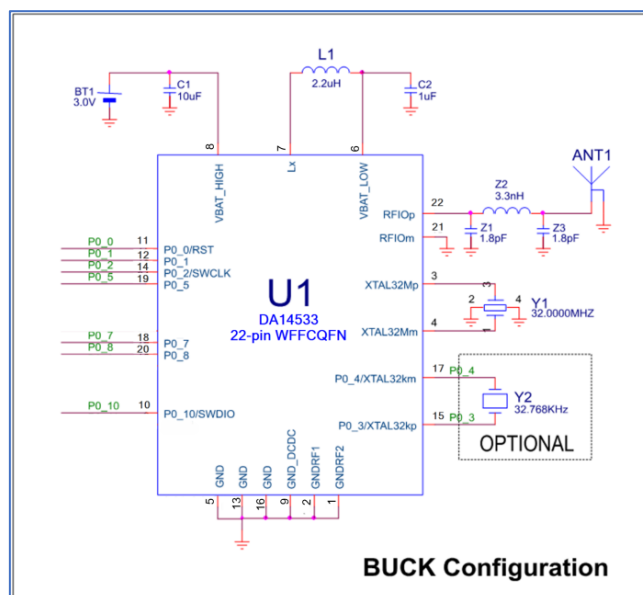 L1
2.2uH
BT1
3.0V
C1
10uF
C2
1uF
8
7
6
VBAT_HIGH
Lx
VBAT_LOW
ANT1
Z2
3.3nH
22
RFIOp
Z1
1.8pF
Z3
1.8pF
21
RFIOm
P0_0
11
P0_0/RST
P0_1
12
P0_1
P0_2
14
P0_2/SWCLK
P0_5
19
P0_5
U1
DA14533
22-pin WFFCQFN
3
XTAL32Mp
3
2
4
Y1
32.0000MHZ
1
4
XTAL32Mm
P0_7
18
P0_7
P0_8
20
P0_8
17
P0_4
P0_4/XTAL32km
Y2
32.768KHz
P0_10
10
P0_10/SWDIO
15
P0_3
P0_3/XTAL32kp
OPTIONAL
GND
GND
GND
GND_DCDC
GNDRF1
GNDRF2
5
13
16
9
2
1
BUCK Configuration